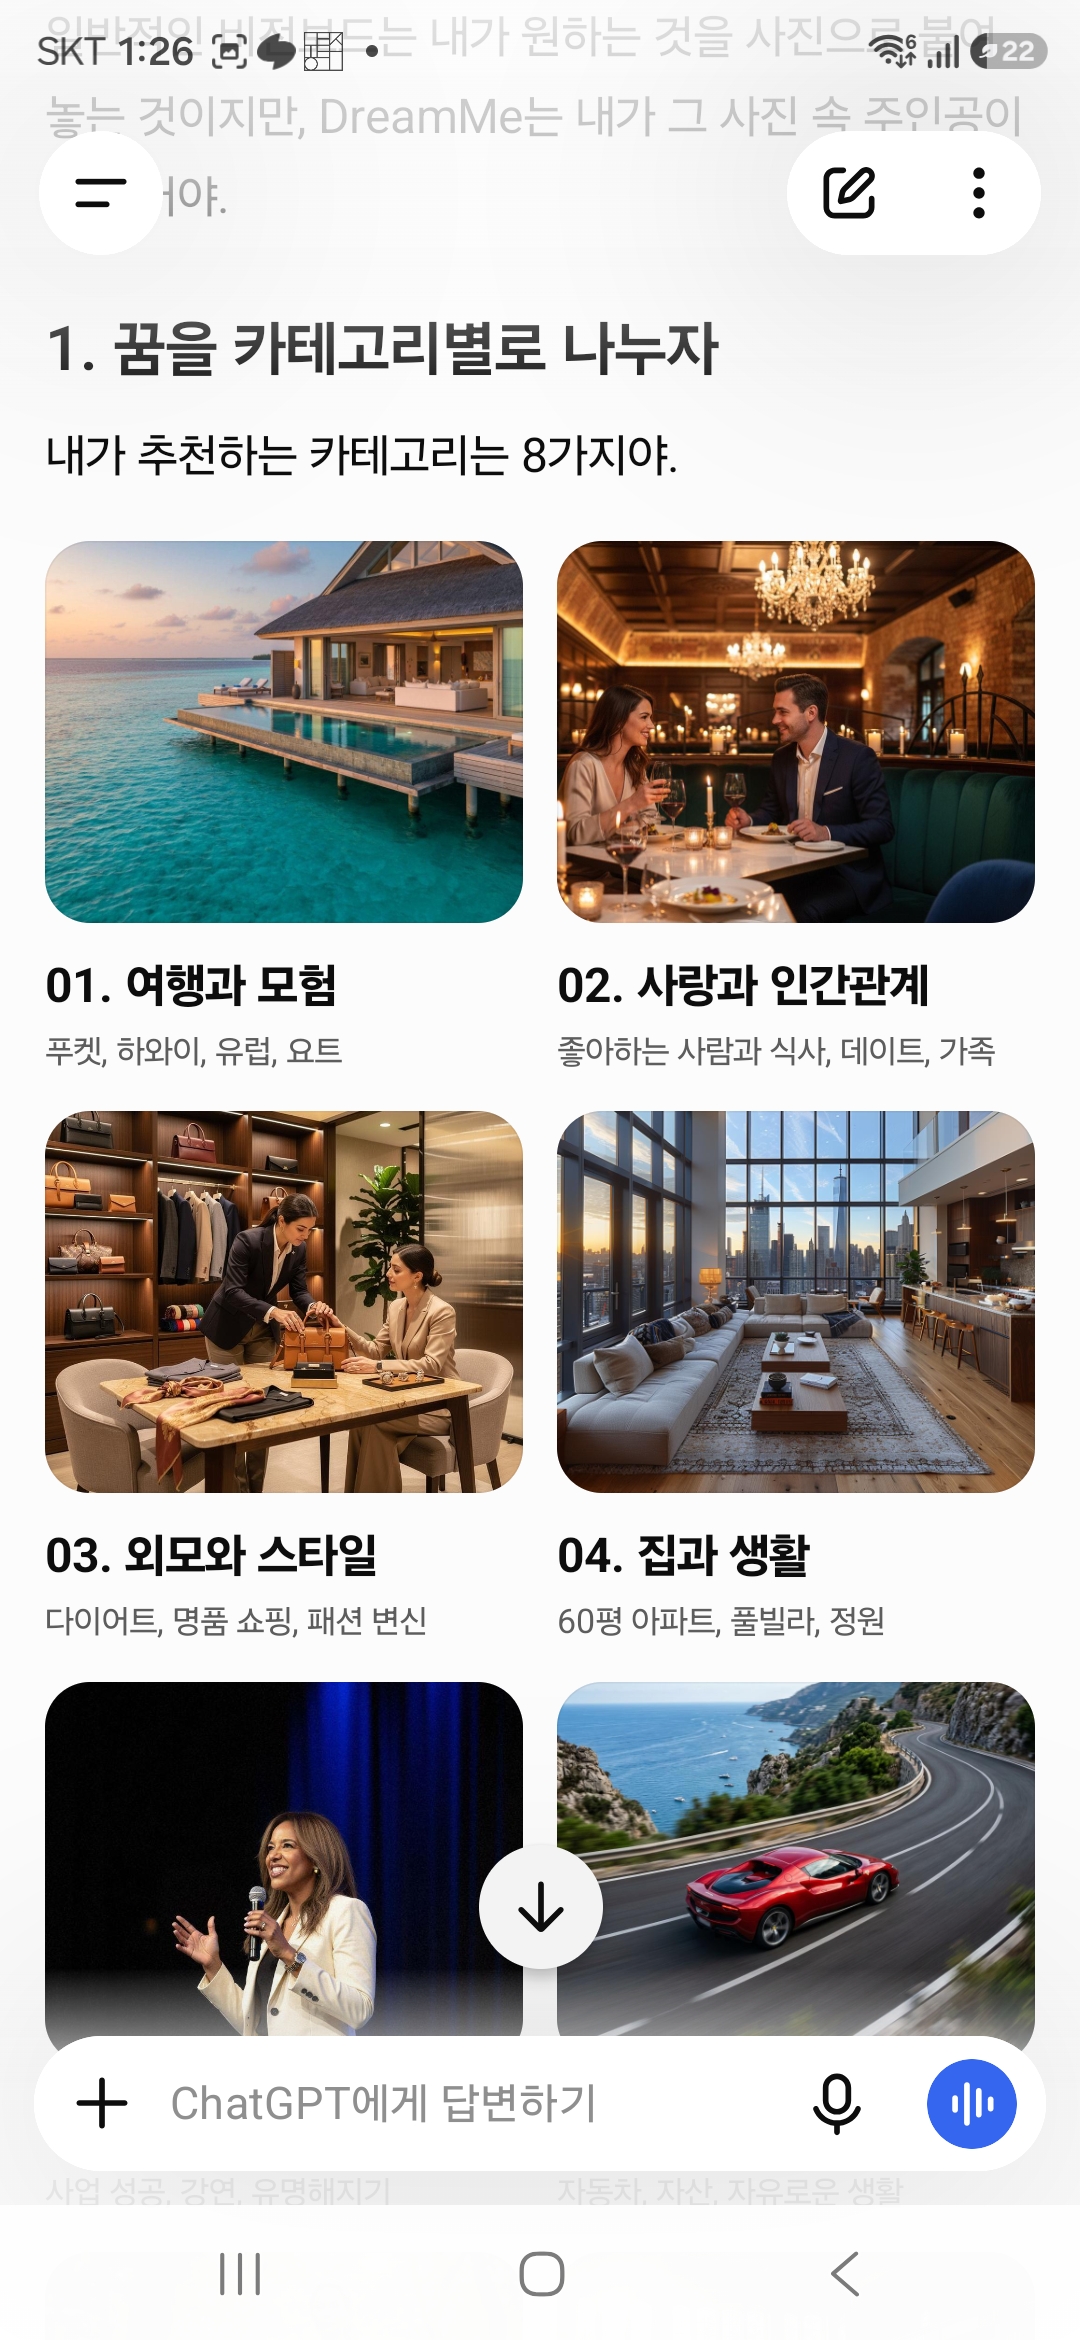 SKT 1:26
22
일반적인 비전보드는 내가 원하는 것을 사진으로 붙여
놓는 것이지만, DreamMe는 내가 그 사진 속 주인공이
야.
1. 꿈을 카테고리별로 나누자
내가 추천하는 카테고리는 8가지야.
01. 여행과 모험
푸켓, 하와이, 유럽, 요트
02. 사랑과 인간관계
좋아하는 사람과 식사, 데이트, 가족
03. 외모와 스타일
다이어트, 명품 쇼핑, 패션 변신
04. 집과 생활
60평 아파트, 풀빌라, 정원
ChatGPT에게 답변하기
사업 성공, 강연, 유명해지기
자동차, 자산, 자유로운 생활